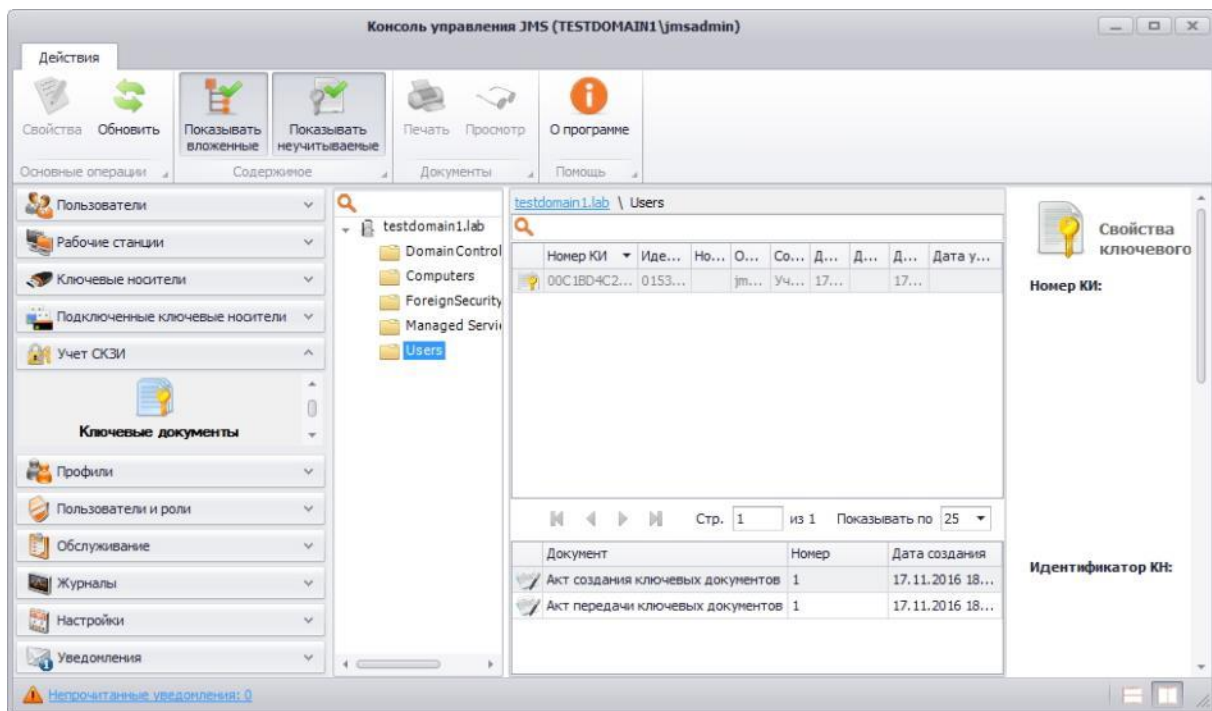 Консоль управления JMS (TESTDOMAIN1\jmsadmin)
Действия
Свойства
Обновить
Показывать вложенные
Показывать неучитываемые
Печать
Просмотр
О программе
Основные операции
Содержимое
Документы
Помощь
Пользователи
Рабочие станции
Ключевые носители
Подключенные ключевые носители
Учет СКЗИ
Ключевые документы
Профили
Пользователи и роли
Обслуживание
Журналы
Настройки
Уведомления
testdomain1.lab
Domain Control
Computers
ForeignSecurity
Managed Servi
Users
testdomain1.lab \ Users
Номер КИ Иде... Но... О... Со... Д... Д... Д... Дата у...
00C1BD4C2... 0153... jm... Уч... 17... 17...
Стр. 1 из 1 Показывать по 25
Документ Номер Дата создания
Акт создания ключевых документов 1 17.11.2016 18...
Акт передачи ключевых документов 1 17.11.2016 18...
Свойства
ключевого
Номер КИ:
Идентификатор КН:
Непрочитанные уведомления: 0